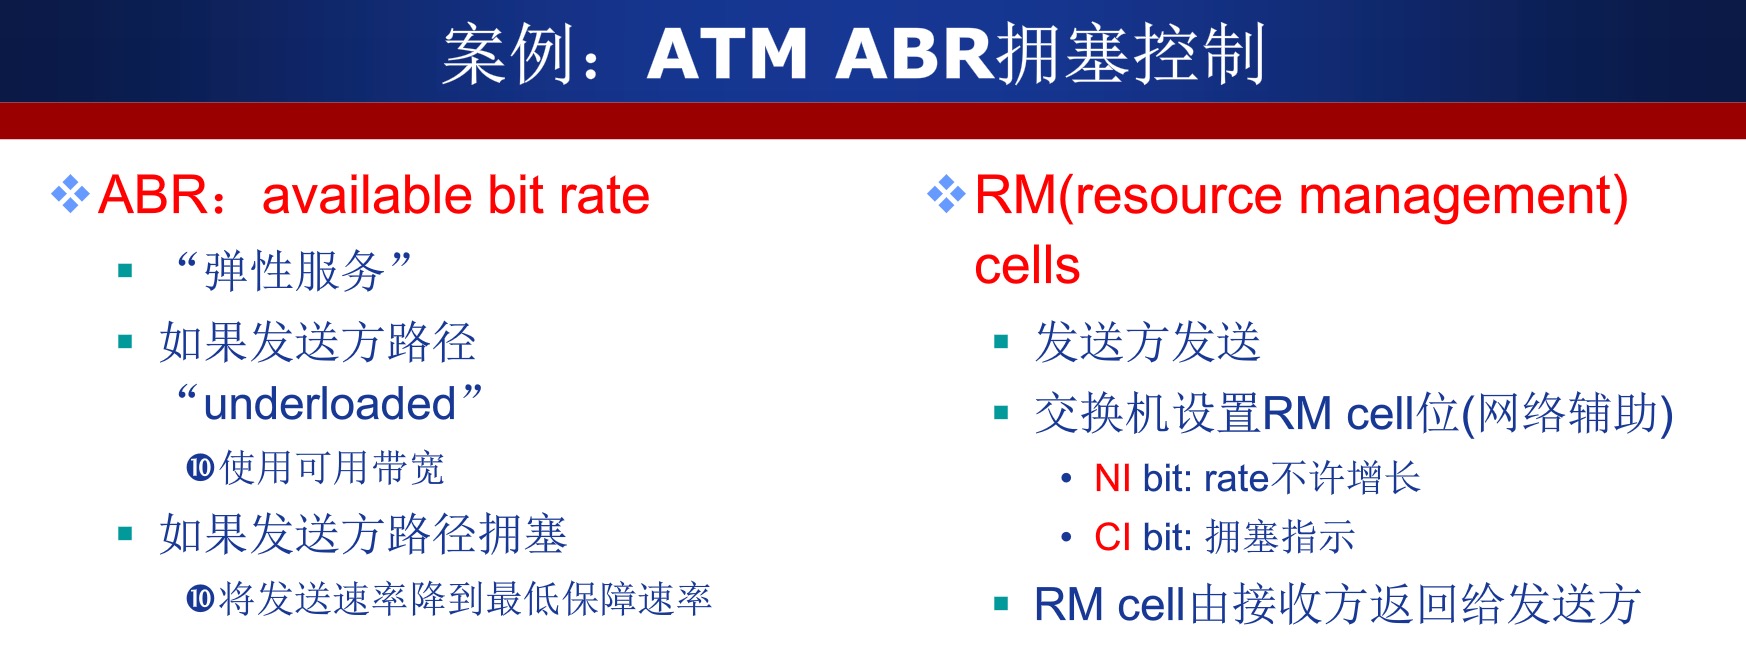 案例：ATM ABR拥塞控制
❖ABR：available bit rate
▪ “弹性服务”
▪ 如果发送方路径
“underloaded”
❿使用可用带宽
▪ 如果发送方路径拥塞
❿将发送速率降到最低保障速率
❖RM(resource management)
cells
▪ 发送方发送
▪ 交换机设置RM cell位(网络辅助)
• NI bit: rate不许增长
• CI bit: 拥塞指示
▪ RM cell由接收方返回给发送方